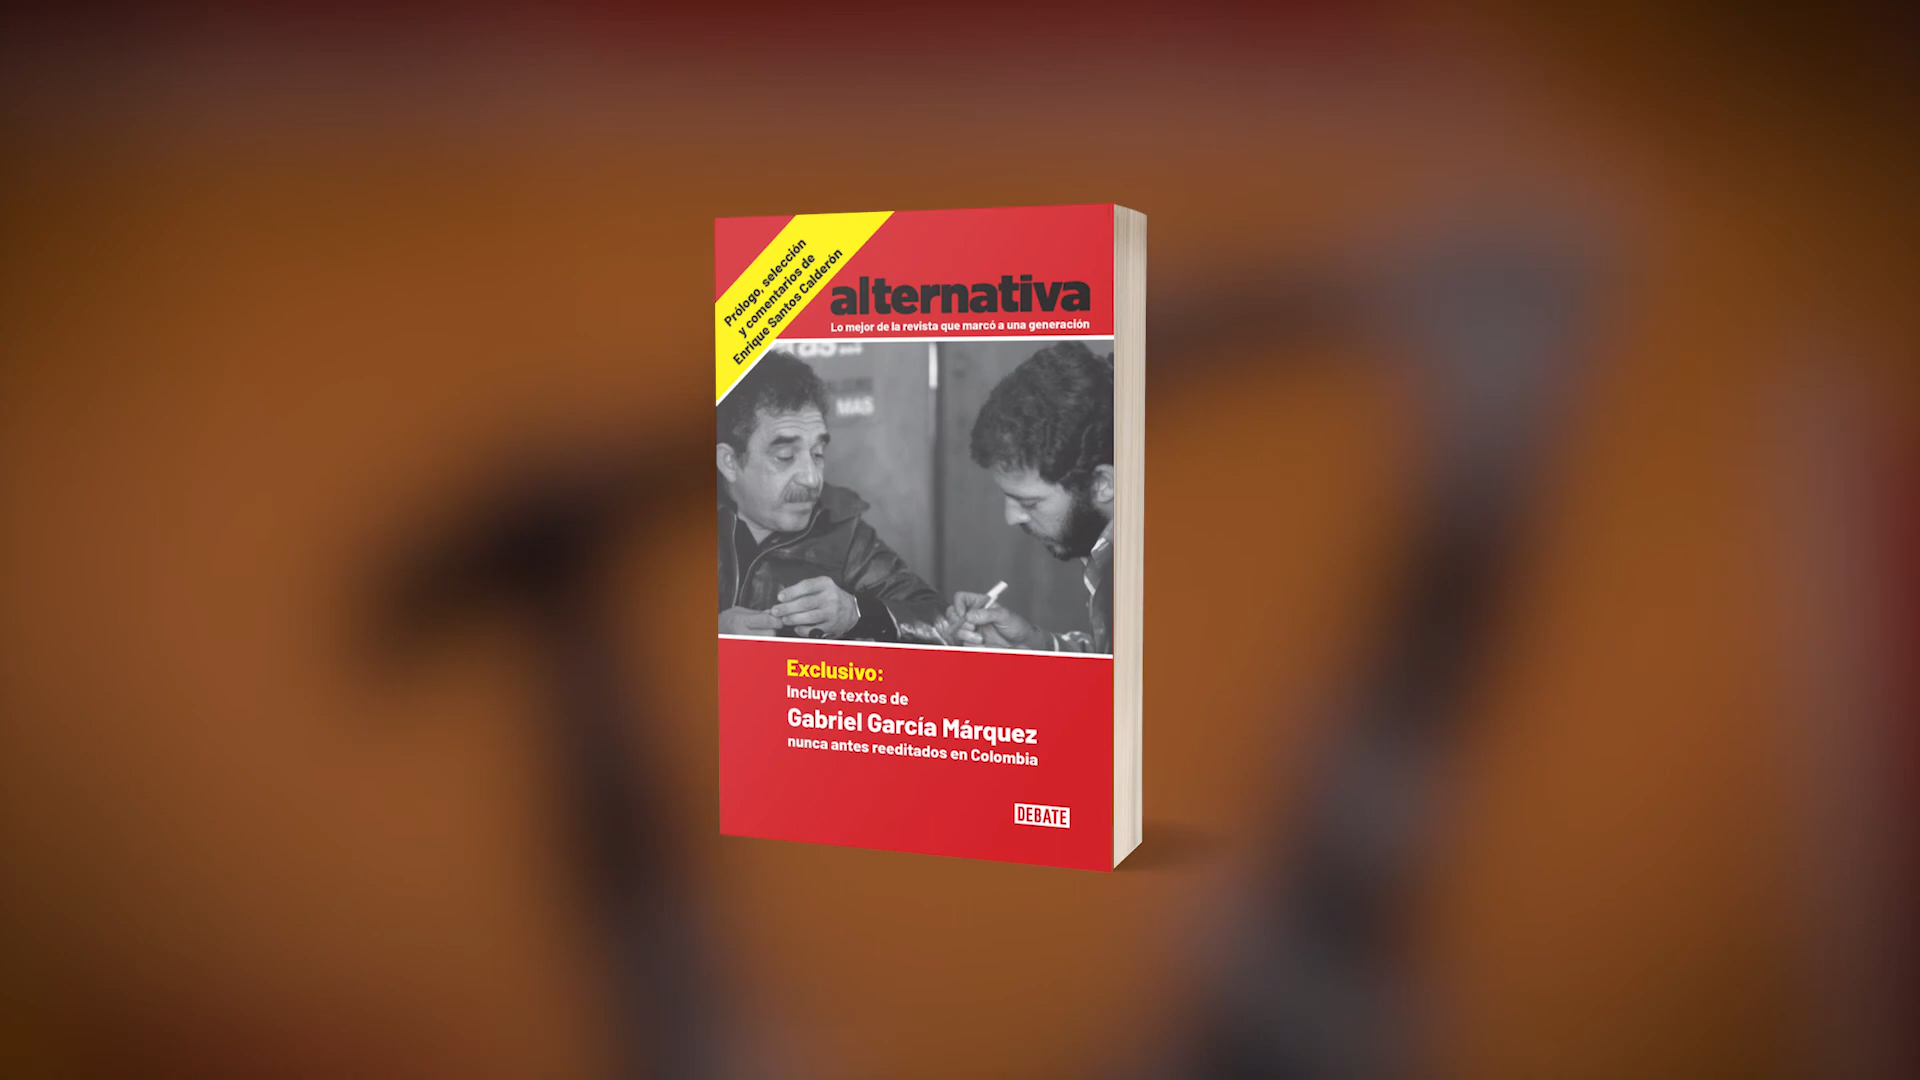 Prólogo, selección
y comentarios de
Enrique Santos Calderón
alternativa
Lo mejor de la revista que marcó a una generación
MAS
Exclusivo:
Incluye textos de
Gabriel García Márquez
nunca antes reeditados en Colombia
DEBATE